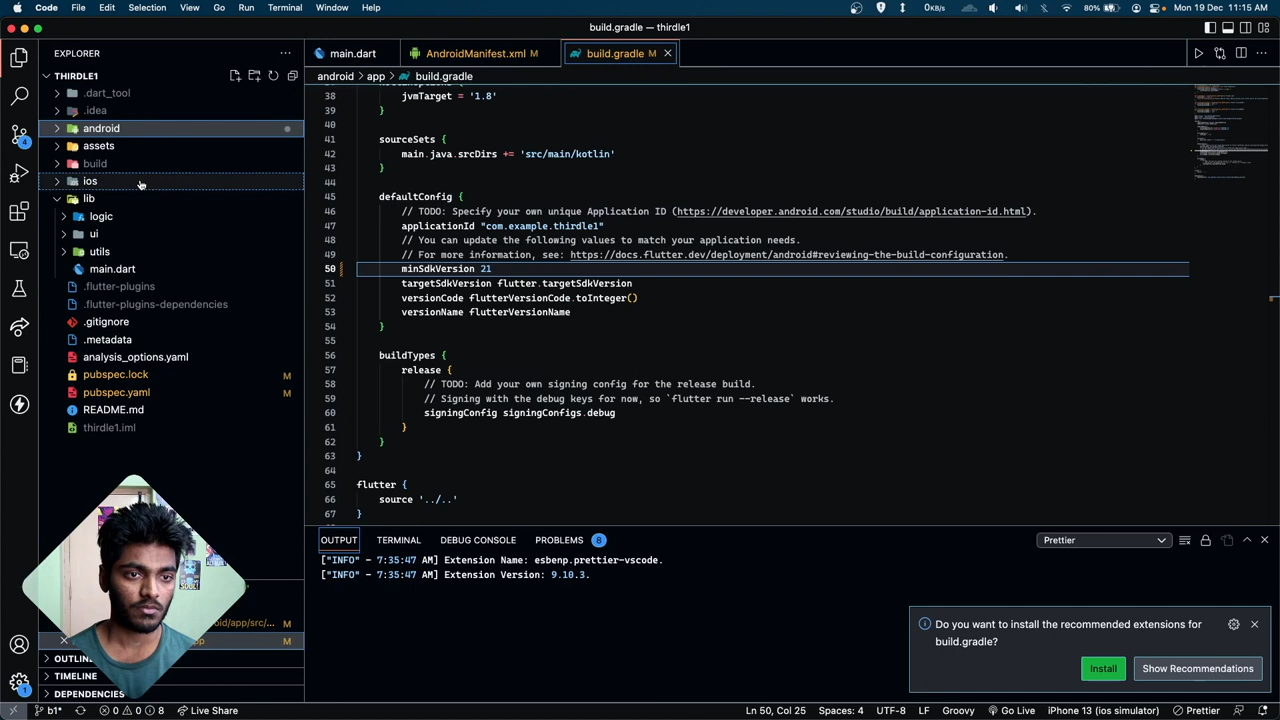 Code File Edit Selection View Go Run Terminal Window Help 0KB/s 80% Mon 19 Dec 11:15 AM
build.gradle — thirdle1
EXPLORER
main.dart AndroidManifest.xml M build.gradle M
THIRDLE1
android > app > build.gradle
.dart_tool
.idea
android
assets
build
ios
lib
logic
ui
utils
main.dart
.flutter-plugins
.flutter-plugins-dependencies
.gitignore
.metadata
analysis_options.yaml
pubspec.lock M
pubspec.yaml M
README.md
thirdle1.iml
oid/app/src/... M
M
OUTLIN
TIMELINE
DEPENDENCIES
4
1
38 jvmTarget = '1.8'
39 }
40
41 sourceSets {
42 main.java.srcDirs += 'src/main/kotlin'
43 }
44
45 defaultConfig {
46 // TODO: Specify your own unique Application ID (https://developer.android.com/studio/build/application-id.html).
47 applicationId "com.example.thirdle1"
48 // You can update the following values to match your application needs.
49 // For more information, see: https://docs.flutter.dev/deployment/android#reviewing-the-build-configuration.
50 minSdkVersion 21
51 targetSdkVersion flutter.targetSdkVersion
52 versionCode flutterVersionCode.toInteger()
53 versionName flutterVersionName
54 }
55
56 buildTypes {
57 release {
58 // TODO: Add your own signing config for the release build.
59 // Signing with the debug keys for now, so `flutter run --release` works.
60 signingConfig signingConfigs.debug
61 }
62 }
63 }
64
65 flutter {
66 source '../..'
67 }
OUTPUT TERMINAL DEBUG CONSOLE PROBLEMS 8 Prettier
["INFO" - 7:35:47 AM] Extension Name: esbenp.prettier-vscode.
["INFO" - 7:35:47 AM] Extension Version: 9.10.3.
Do you want to install the recommended extensions for
build.gradle?
Install Show Recommendations
b1* 0 0 8 Live Share Ln 50, Col 25 Spaces: 4 UTF-8 LF Groovy Go Live iPhone 13 (ios simulator) Prettier